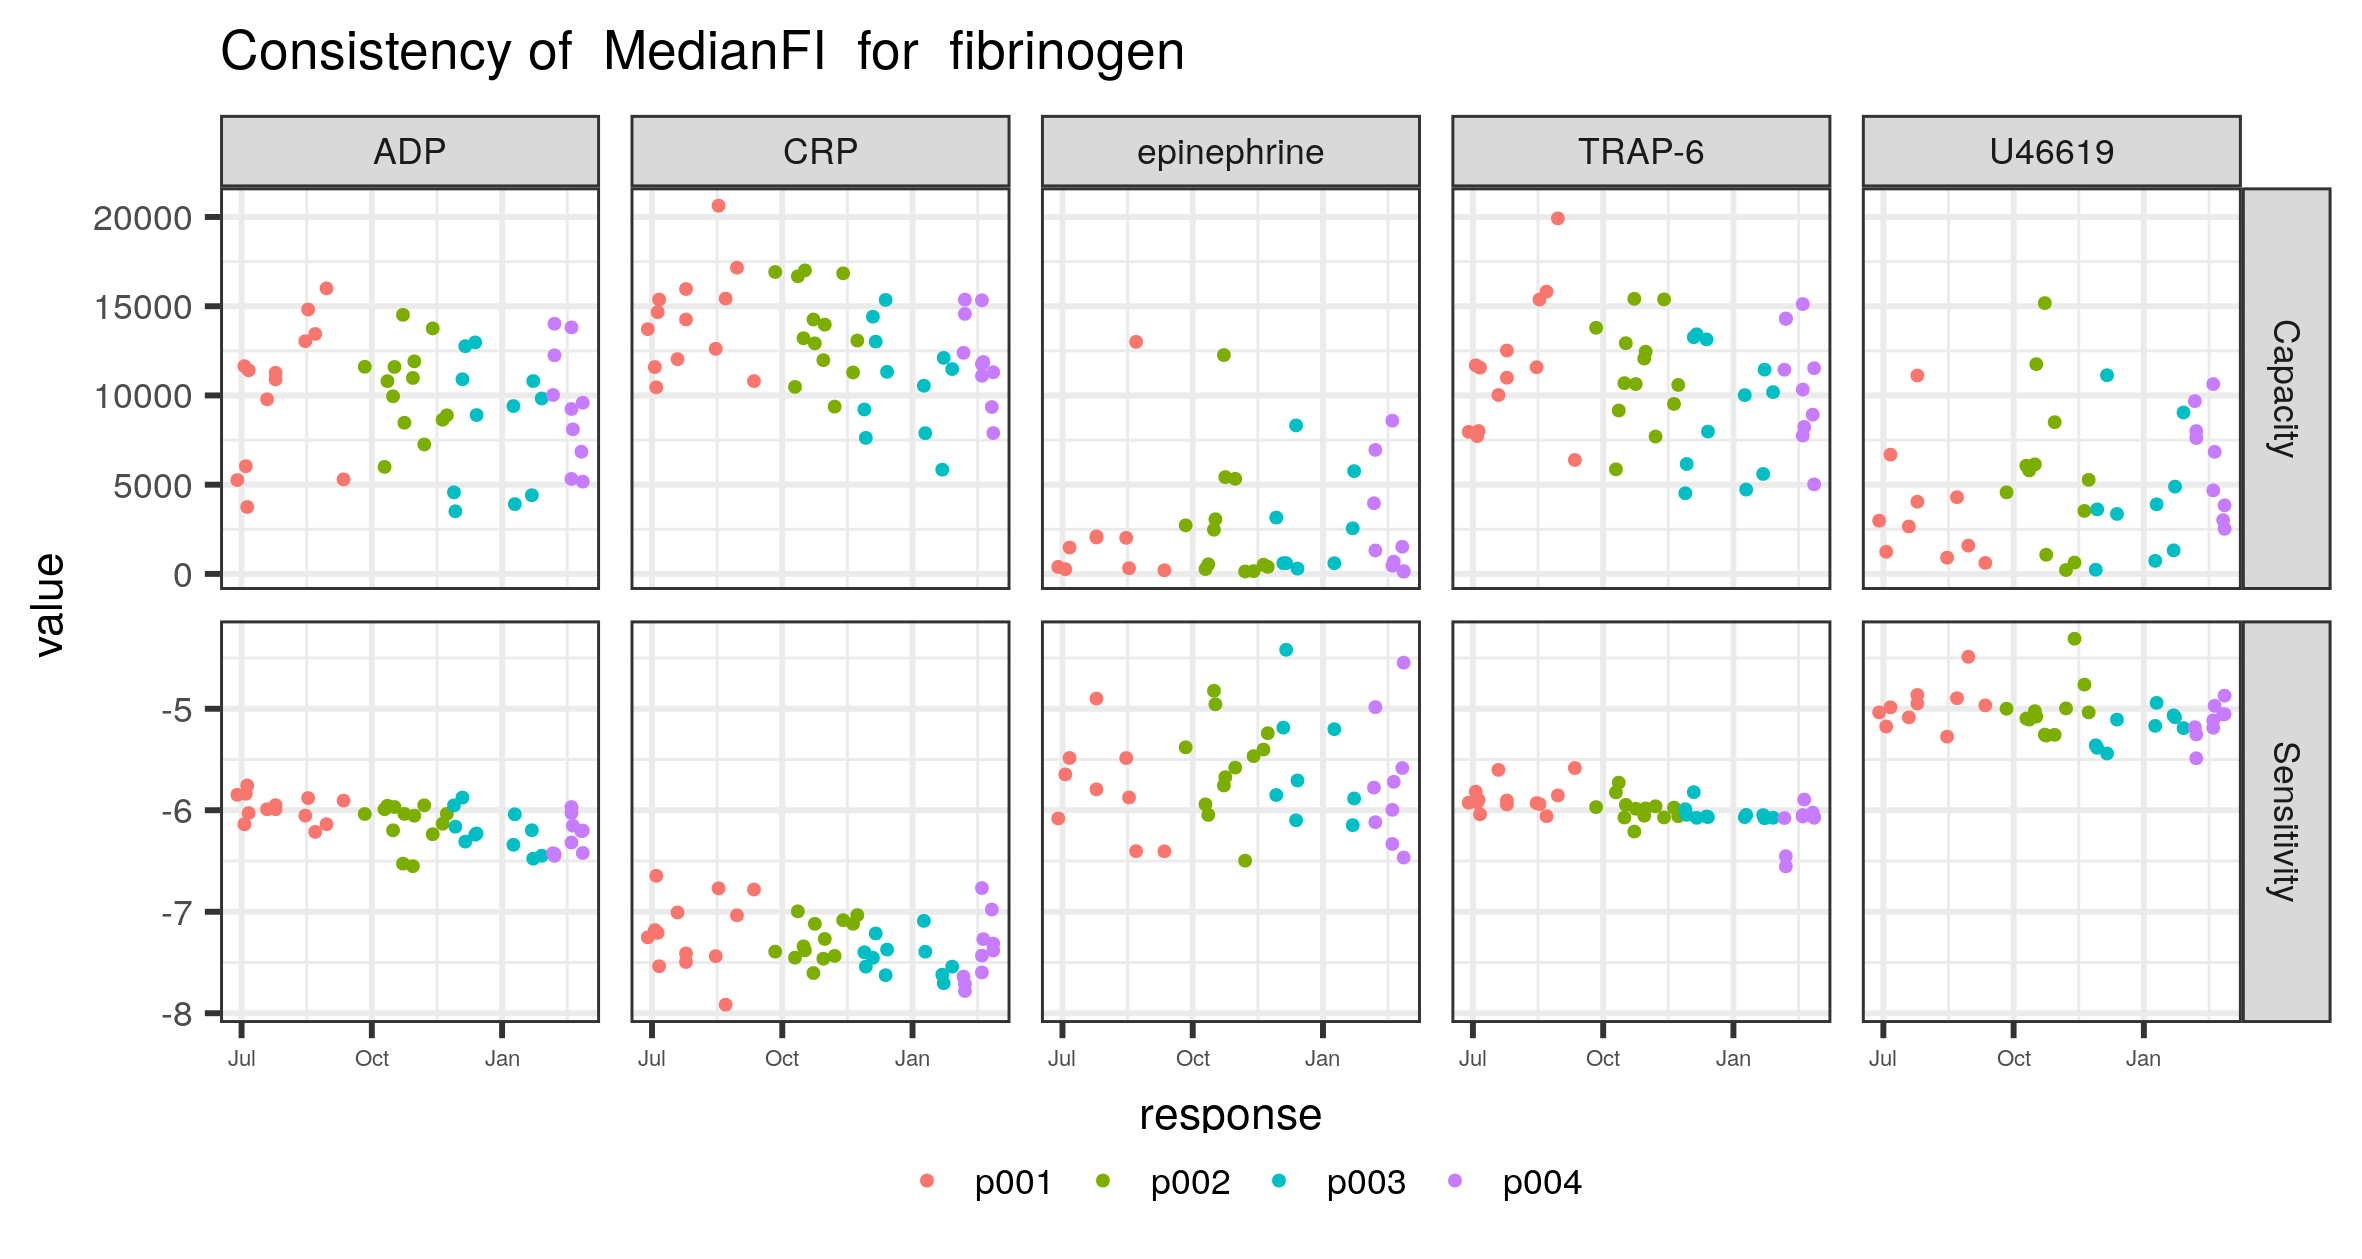 Consistency of  MedianFI  for  fibrinogen
ADP
CRP
epinephrine
TRAP-6
U46619
20000
15000
10000
5000
0
Capacity
value
-5
-6
-7
-8
Sensitivity
Jul Oct Jan
Jul Oct Jan
Jul Oct Jan
Jul Oct Jan
Jul Oct Jan
response
p001 p002 p003 p004